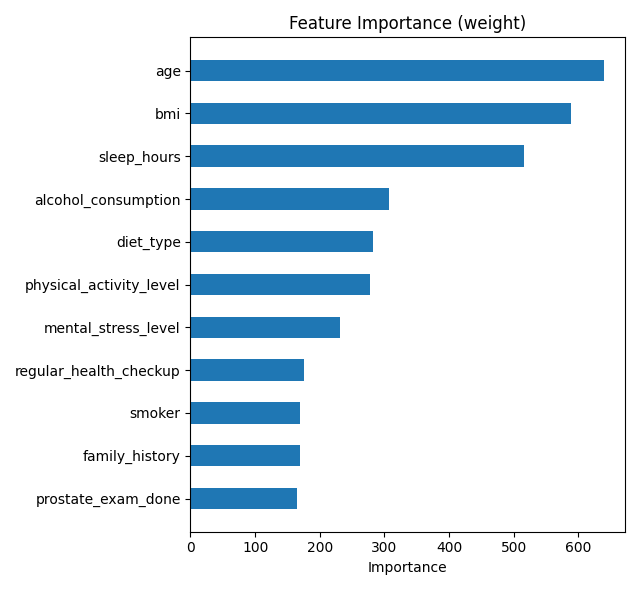 Feature Importance (weight)
age
bmi
sleep_hours
alcohol_consumption
diet_type
physical_activity_level
mental_stress_level
regular_health_checkup
smoker
family_history
prostate_exam_done
0 100 200 300 400 500 600
Importance